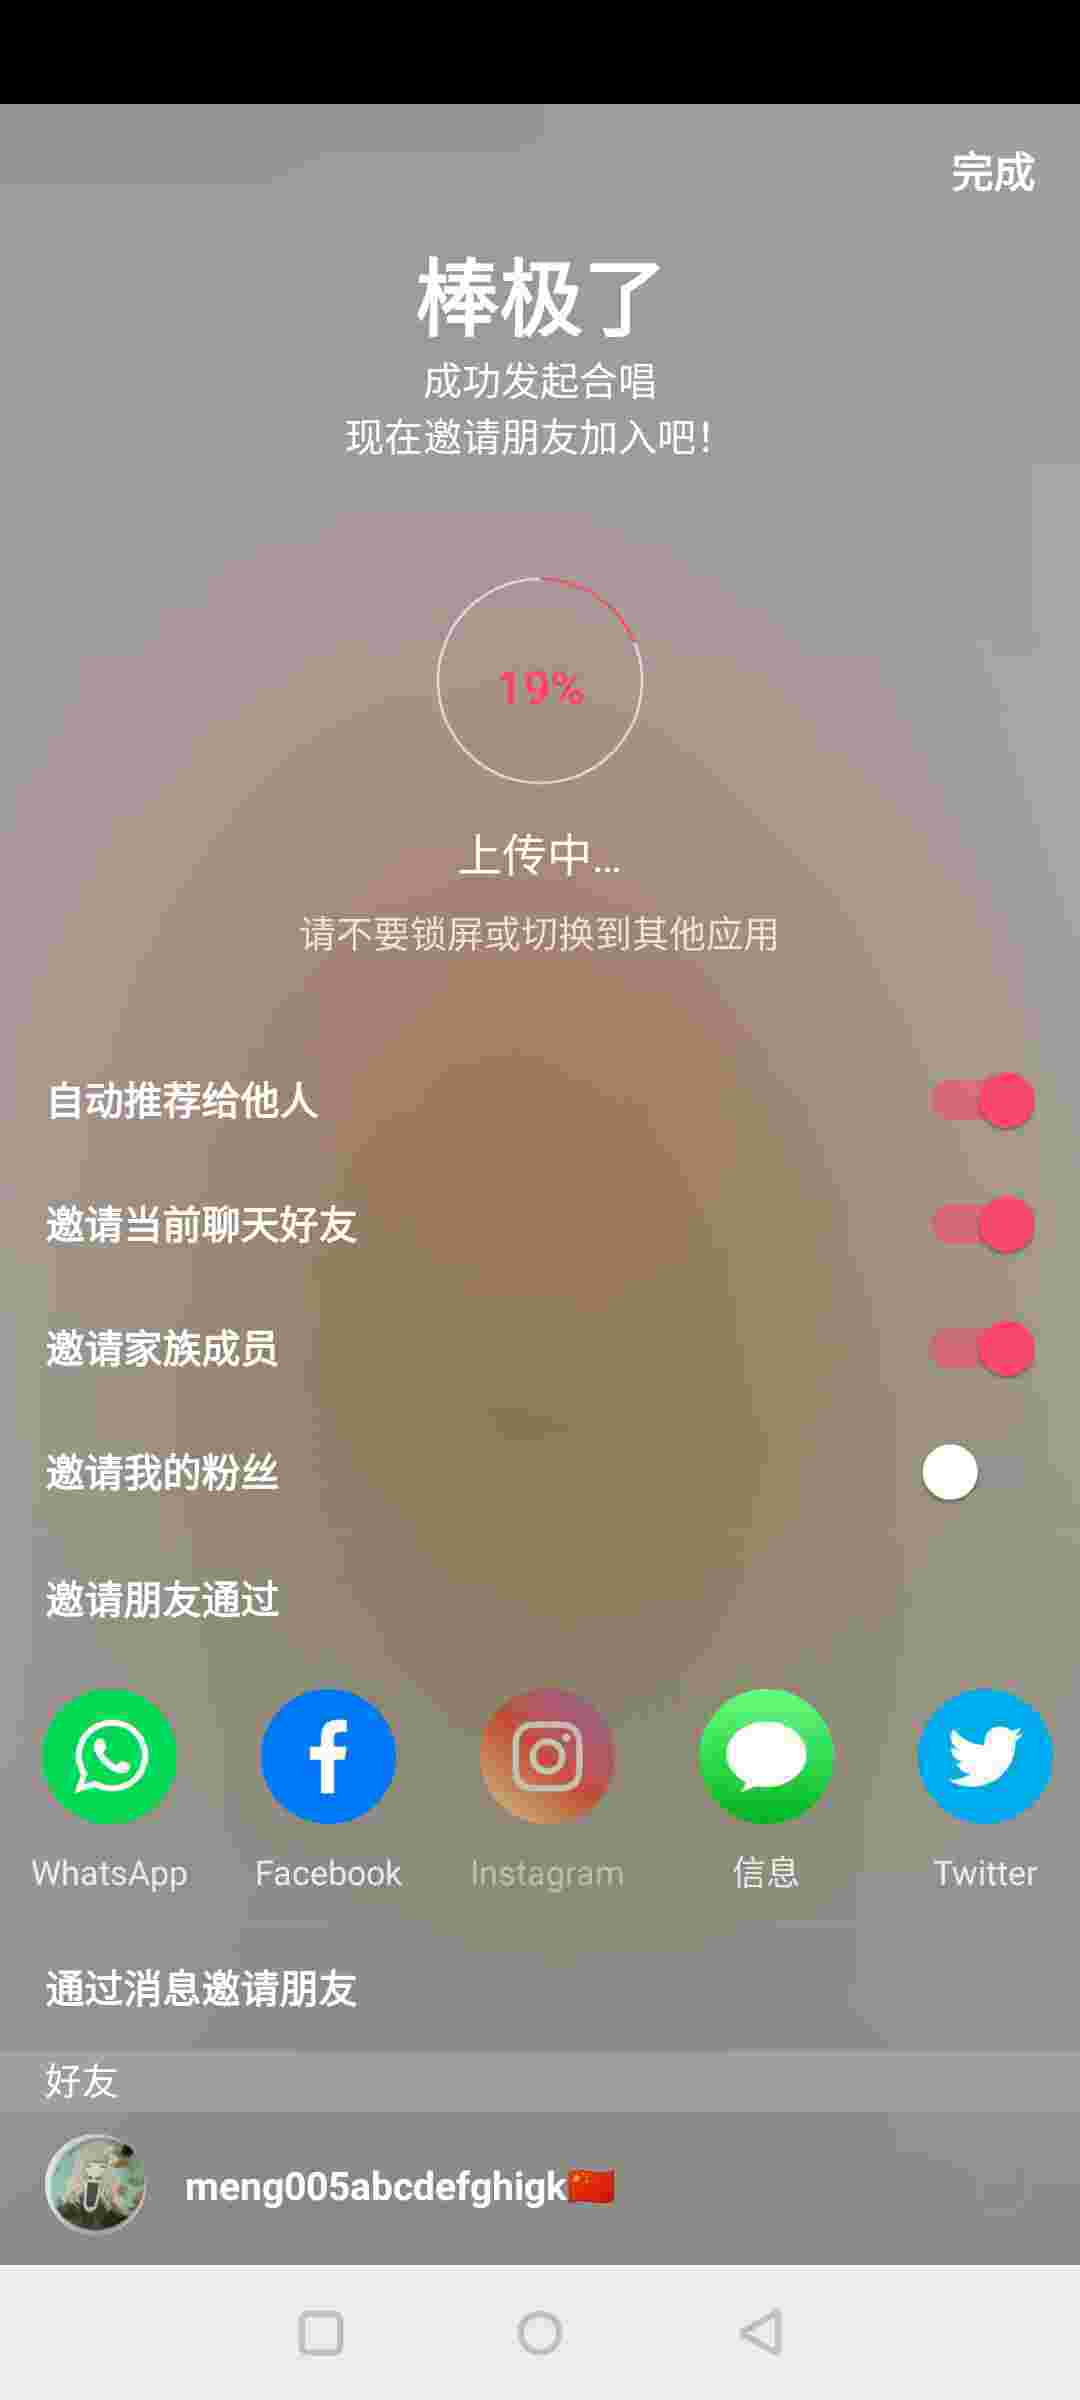 完成
棒极了
成功发起合唱
现在邀请朋友加入吧！
19%
上传中...
请不要锁屏或切换到其他应用
自动推荐给他人
邀请当前聊天好友
邀请家族成员
邀请我的粉丝
邀请朋友通过
WhatsApp
Facebook
Instagram
信息
Twitter
通过消息邀请朋友
好友
meng005abcdefghigk🇨🇳